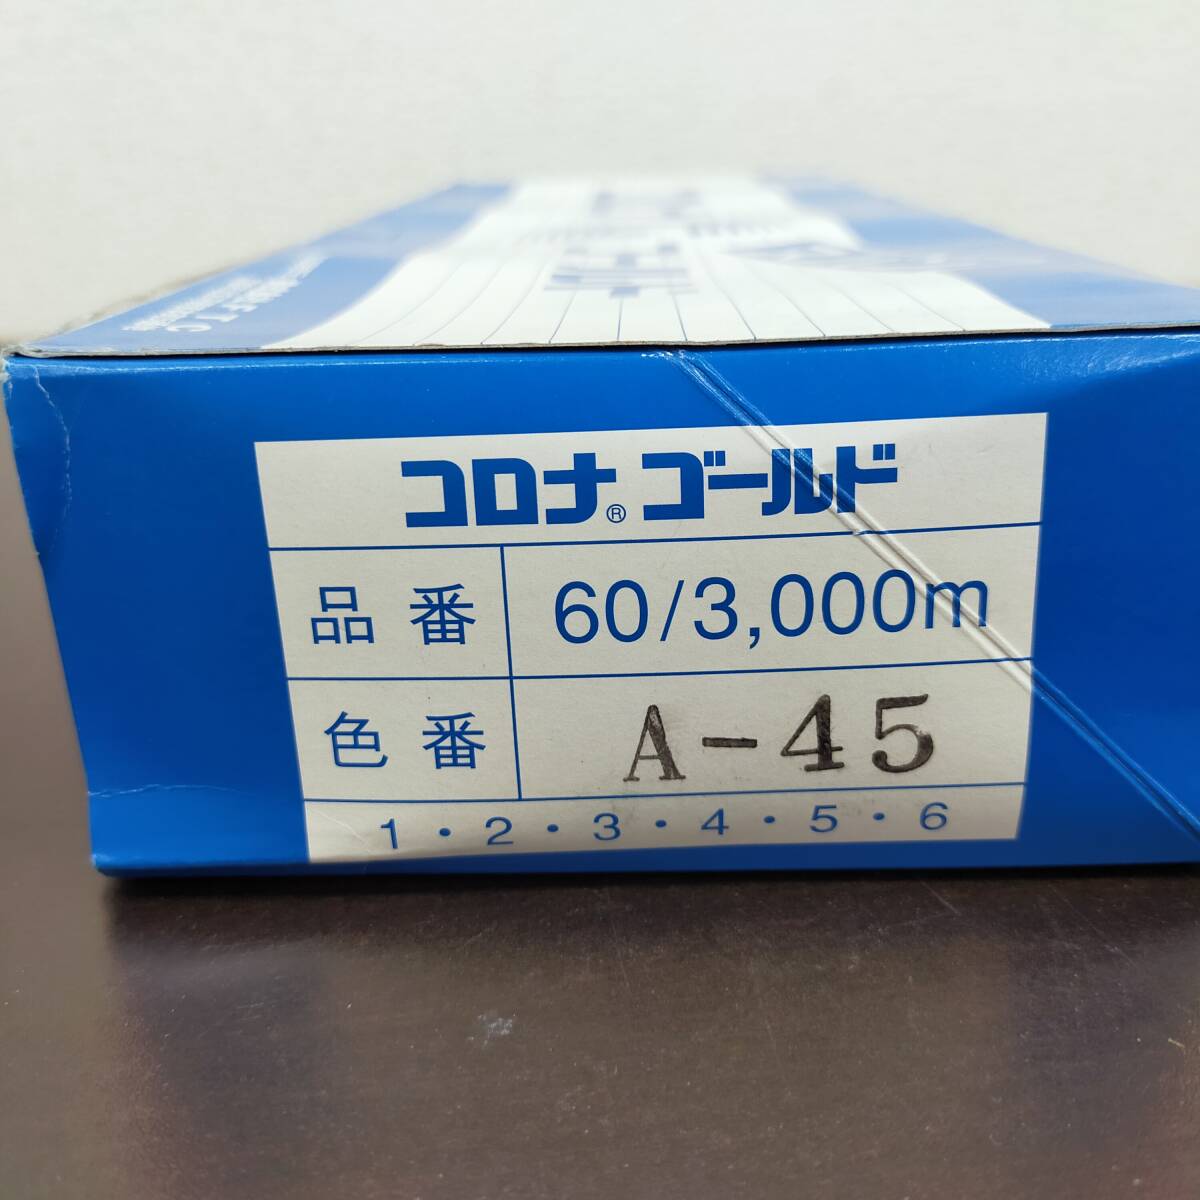 コロナ® ゴールド
品番 60/3,000m
色番 A-45
1・2・3・4・5・6